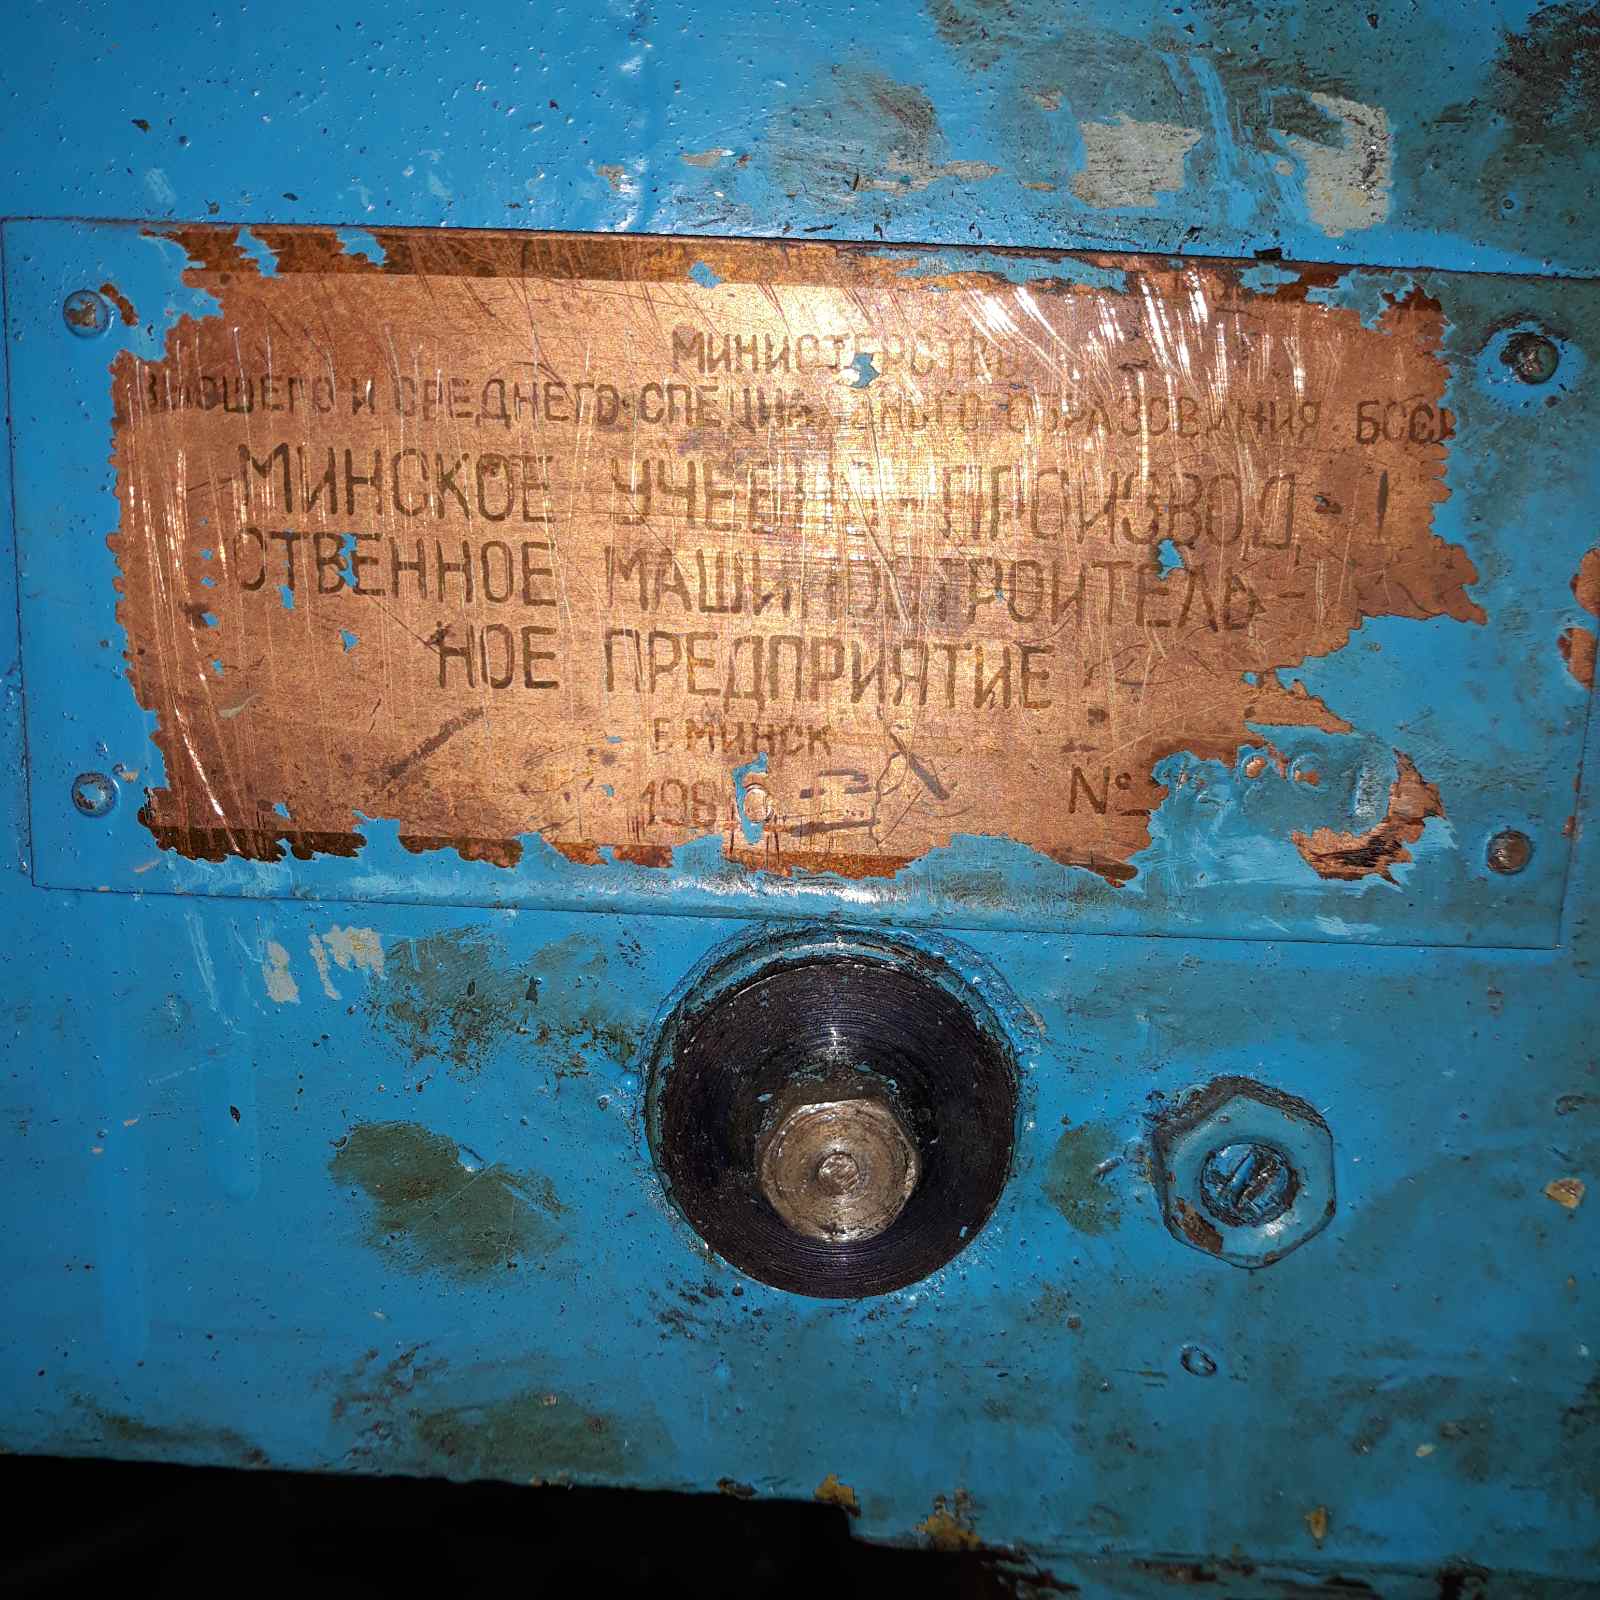 МИНИСТЕРСТВО
ВЫСШЕГО И СРЕДНЕГО СПЕЦИАЛЬНОГО ОБРАЗОВАНИЯ БССР
МИНСКОЕ УЧЕБНО-ПРОИЗВОД-
СТВЕННОЕ МАШИНОСТРОИТЕЛЬ-
НОЕ ПРЕДПРИЯТИЕ
Г. МИНСК
№